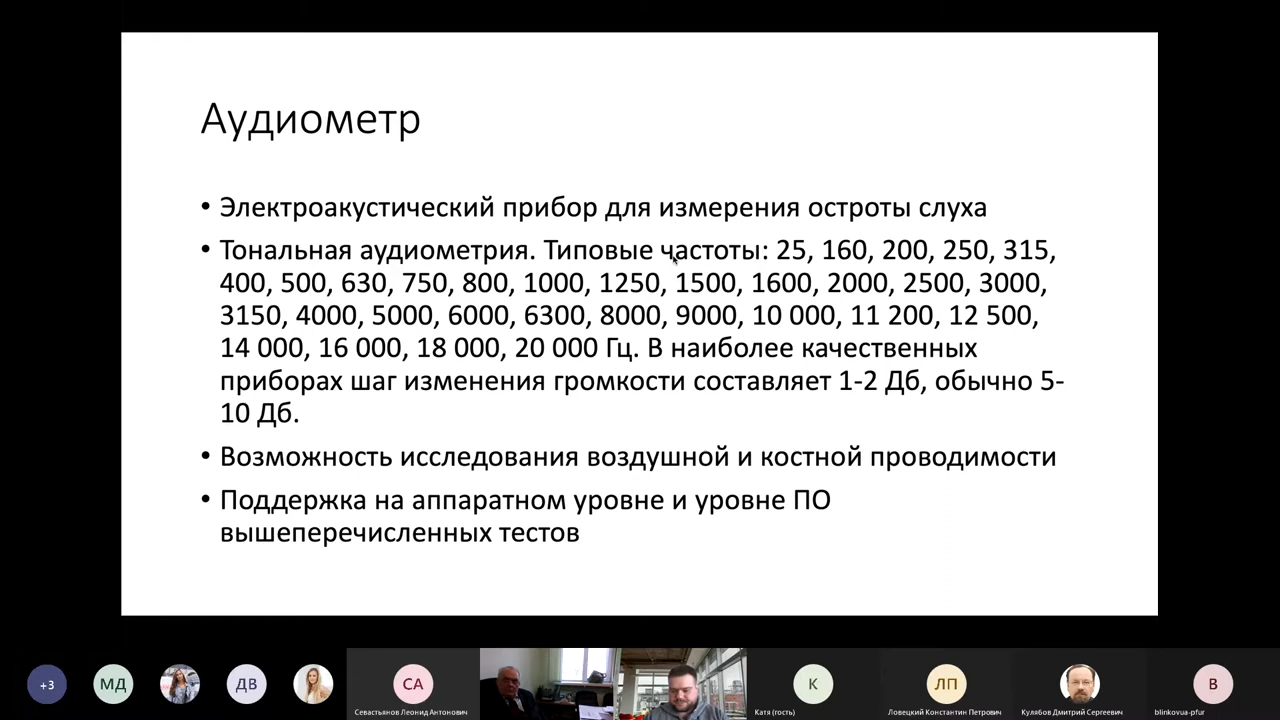 Аудиометр
• Электроакустический прибор для измерения остроты слуха
• Тональная аудиометрия. Типовые частоты: 25, 160, 200, 250, 315,
400, 500, 630, 750, 800, 1000, 1250, 1500, 1600, 2000, 2500, 3000,
3150, 4000, 5000, 6000, 6300, 8000, 9000, 10 000, 11 200, 12 500,
14 000, 16 000, 18 000, 20 000 Гц. В наиболее качественных
приборах шаг изменения громкости составляет 1-2 Дб, обычно 5-
10 Дб.
• Возможность исследования воздушной и костной проводимости
• Поддержка на аппаратном уровне и уровне ПО
вышеперечисленных тестов
+3
МД
ДВ
СА
К
ЛП
B
Севастьянов Леонид Антонович
Катя (гость)
Ловецкий Константин Петрович
Кулябов Дмитрий Сергеевич
blinkovua-pfur